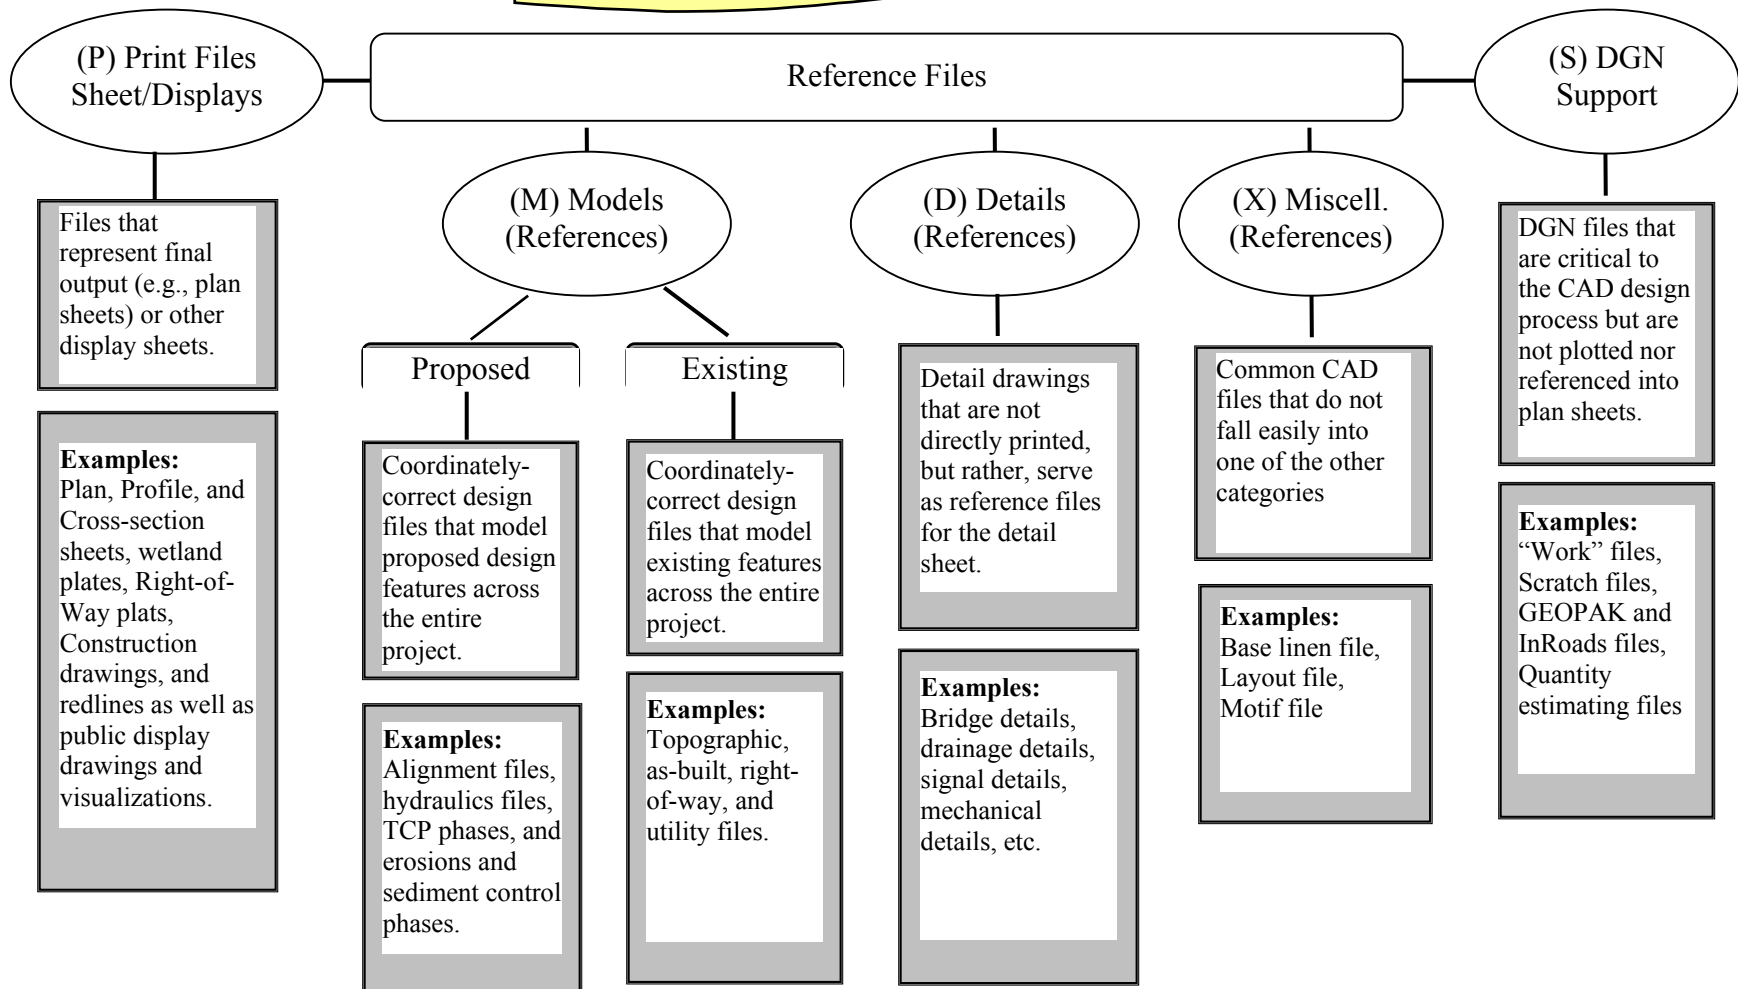 (P) Print Files
Sheet/Displays
Reference Files
(S) DGN
Support
(M) Models
(References)
(D) Details
(References)
(X) Miscell.
(References)
Files that
represent final
output (e.g., plan
sheets) or other
display sheets.
Examples:
Plan, Profile, and
Cross-section
sheets, wetland
plates, Right-of-
Way plats,
Construction
drawings, and
redlines as well as
public display
drawings and
visualizations.
Proposed
Coordinately-
correct design
files that model
proposed design
features across
the entire
project.
Examples:
Alignment files,
hydraulics files,
TCP phases, and
erosions and
sediment control
phases.
Existing
Coordinately-
correct design
files that model
existing features
across the entire
project.
Examples:
Topographic,
as-built, right-
of-way, and
utility files.
Detail drawings
that are not
directly printed,
but rather, serve
as reference files
for the detail
sheet.
Examples:
Bridge details,
drainage details,
signal details,
mechanical
details, etc.
Common CAD
files that do not
fall easily into
one of the other
categories
Examples:
Base linen file,
Layout file,
Motif file
DGN files that
are critical to
the CAD design
process but are
not plotted nor
referenced into
plan sheets.
Examples:
“Work” files,
Scratch files,
GEOPAK and
InRoads files,
Quantity
estimating files